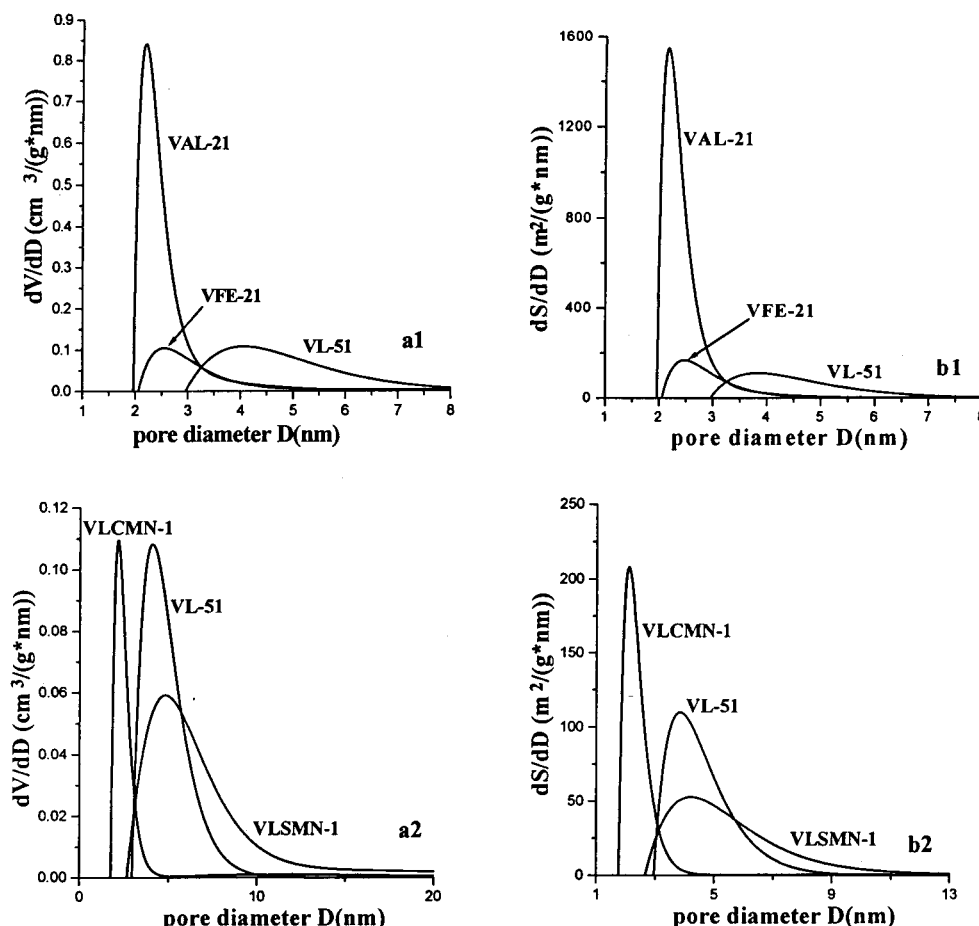 0.9
0.8
0.7
0.6
0.5
0.4
0.3
0.2
0.1
0.0
dV/dD (cm ³/(g*nm))
VAL-21
VFE-21
VL-51
a1
1 2 3 4 5 6 7 8
pore diameter D(nm)
1600
1200
800
400
0
dS/dD (m²/(g*nm))
VAL-21
VFE-21
VL-51
b1
1 2 3 4 5 6 7 8
pore diameter D(nm)
0.12
0.10
0.08
0.06
0.04
0.02
0.00
dV/dD (cm³/(g*nm))
VLCMN-1
VL-51
VLSMN-1
a2
0 5 10 20
pore diameter D(nm)
250
200
150
100
50
0
dS/dD (m²/(g*nm))
VLCMN-1
VL-51
VLSMN-1
b2
1 5 9 13
pore diameter D(nm)